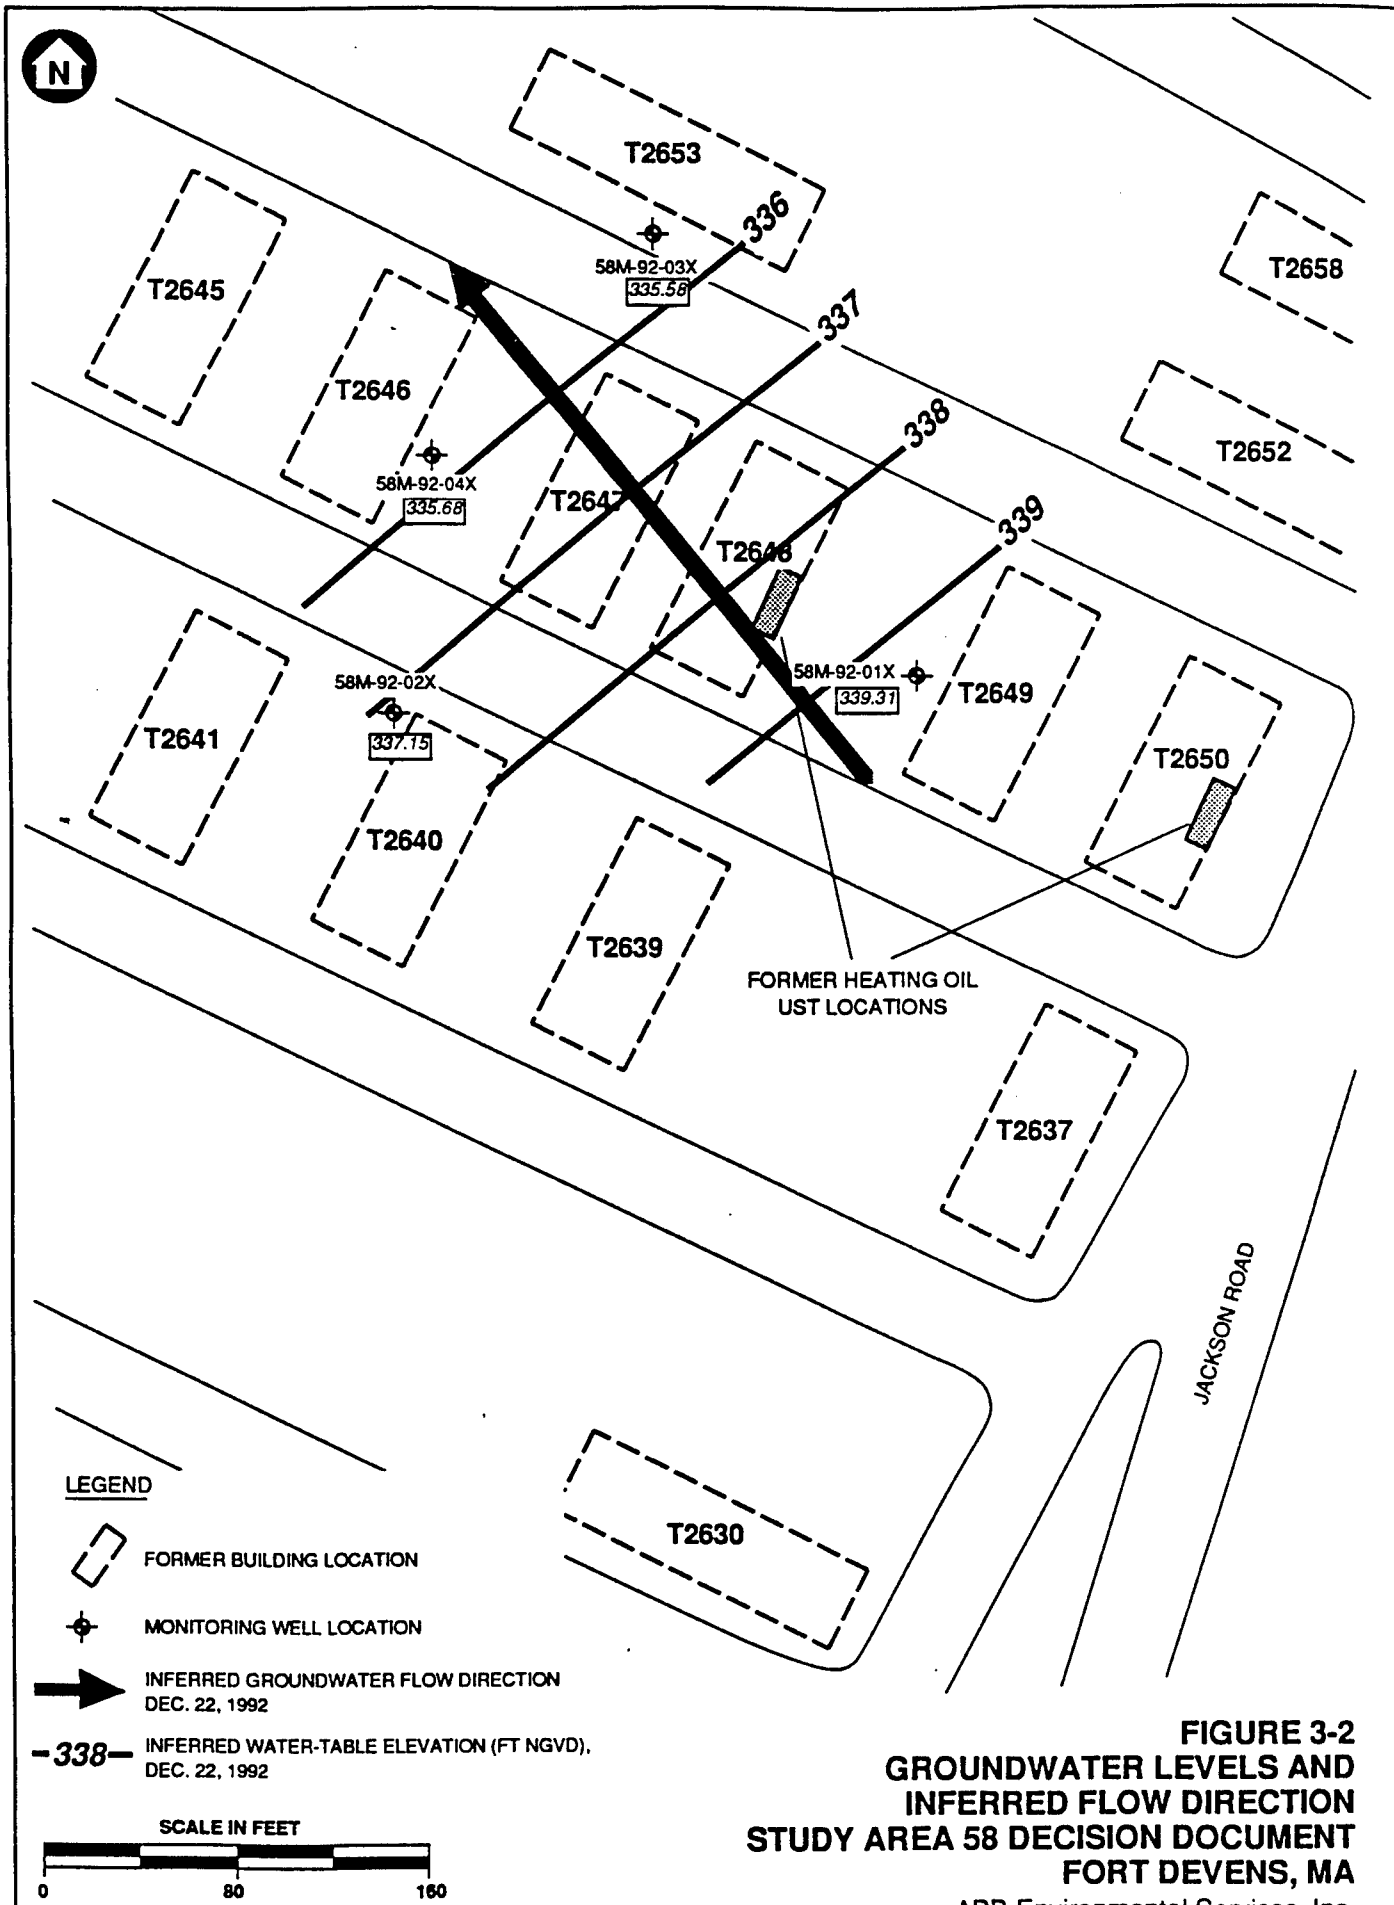 N
T2653
336
58M-92-03X
335.58
T2658
T2645
337
T2646
338
T2652
58M-92-04X
335.68
T2647
339
T2648
58M-92-02X
58M-92-01X
339.31
T2649
337.15
T2641
T2650
T2640
T2639
FORMER HEATING OIL
UST LOCATIONS
T2637
JACKSON ROAD
LEGEND
FORMER BUILDING LOCATION
T2630
MONITORING WELL LOCATION
INFERRED GROUNDWATER FLOW DIRECTION
DEC. 22, 1992
338
INFERRED WATER-TABLE ELEVATION (FT NGVD),
DEC. 22, 1992
SCALE IN FEET
0 80 160
FIGURE 3-2
GROUNDWATER LEVELS AND
INFERRED FLOW DIRECTION
STUDY AREA 58 DECISION DOCUMENT
FORT DEVENS, MA
ABB Environmental Services, Inc.